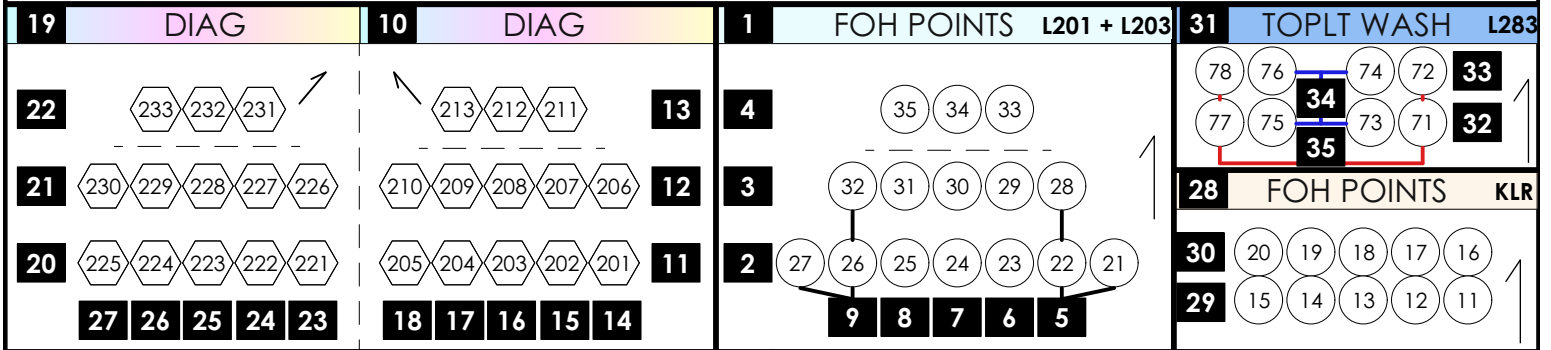 19 DIAG 10 DIAG 1 FOH POINTS L201 + L203 31 TOPLT WASH L283
78 76 74 72 33
22 233 232 231 213 212 211 13 4 35 34 33 34
77 75 73 71 32
35
21 230 229 228 227 226 210 209 208 207 206 12 3 32 31 30 29 28 28 FOH POINTS KLR
20 225 224 223 222 221 205 204 203 202 201 11 2 27 26 25 24 23 22 21 30 20 19 18 17 16
29 15 14 13 12 11
27 26 25 24 23 18 17 16 15 14 9 8 7 6 5